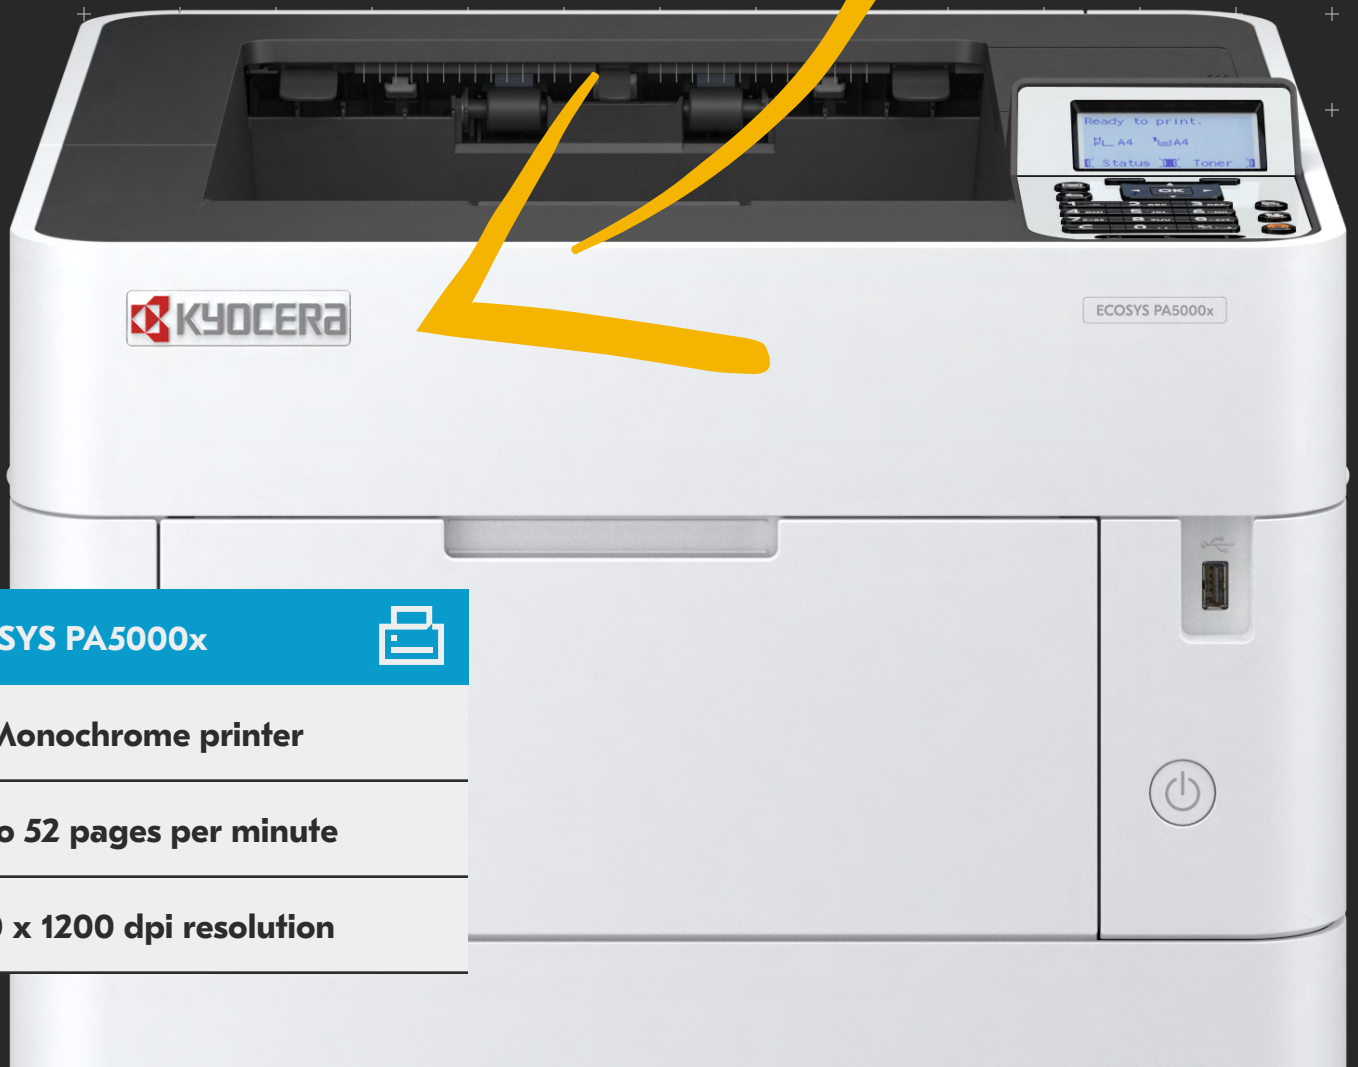 Ready to print.
A4 A4
Status Toner
OK
KYOCERA
ECOSYS PA5000x
SYS PA5000x
Monochrome printer
o 52 pages per minute
x 1200 dpi resolution